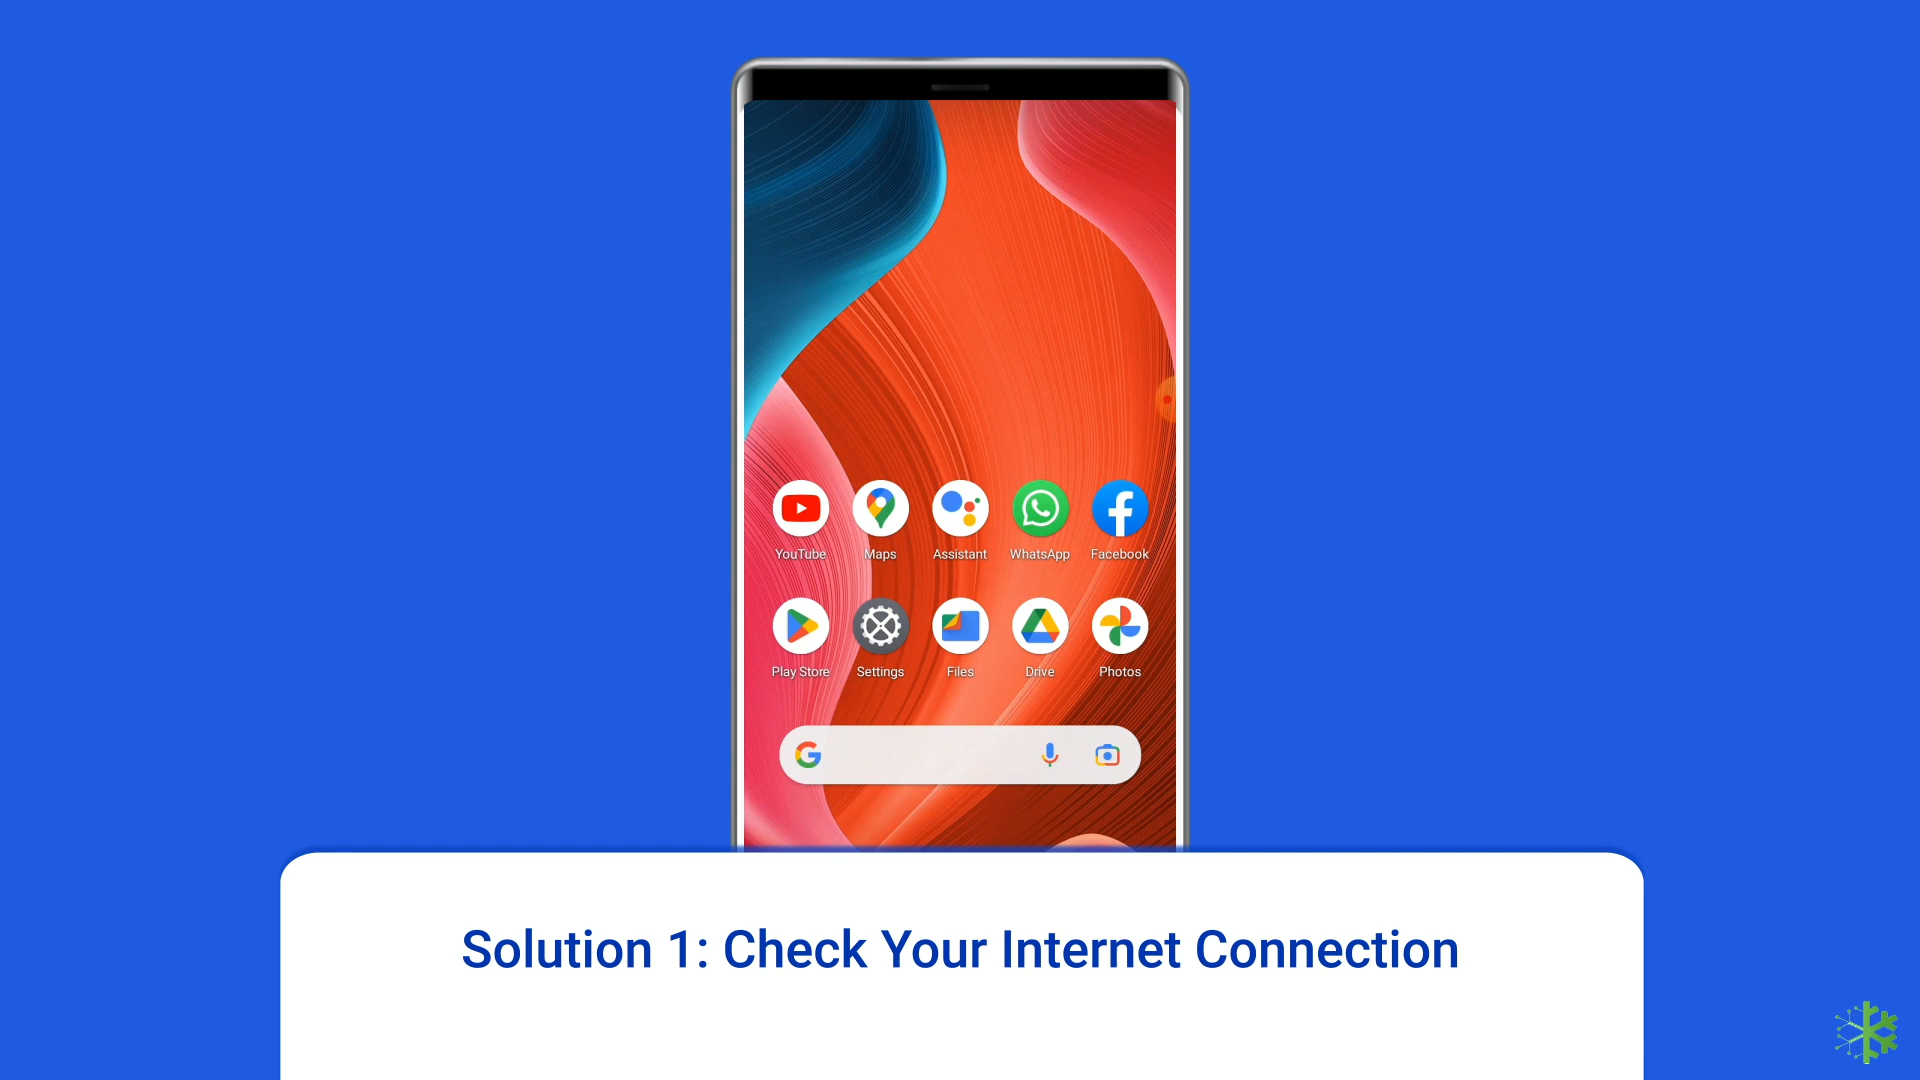 YouTube Maps Assistant WhatsApp Facebook
Play Store Settings Files Drive Photos
Solution 1: Check Your Internet Connection